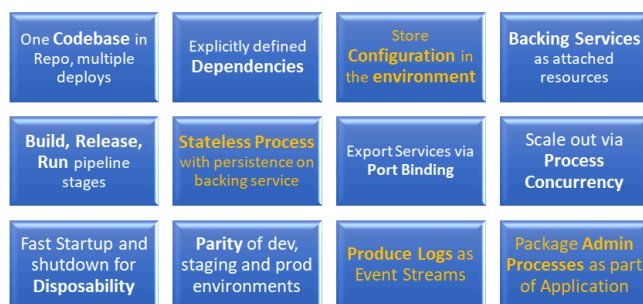 One Codebase in
Repo, multiple
deploys
Explicitly defined
Dependencies
Store
Configuration in
the environment
Backing Services
as attached
resources
Build, Release,
Run pipeline
stages
Stateless Process
with persistence on
backing service
Export Services via
Port Binding
Scale out via
Process
Concurrency
Fast Startup and
shutdown for
Disposability
Parity of dev,
staging and prod
environments
Produce Logs as
Event Streams
Package Admin
Processes as part
of Application